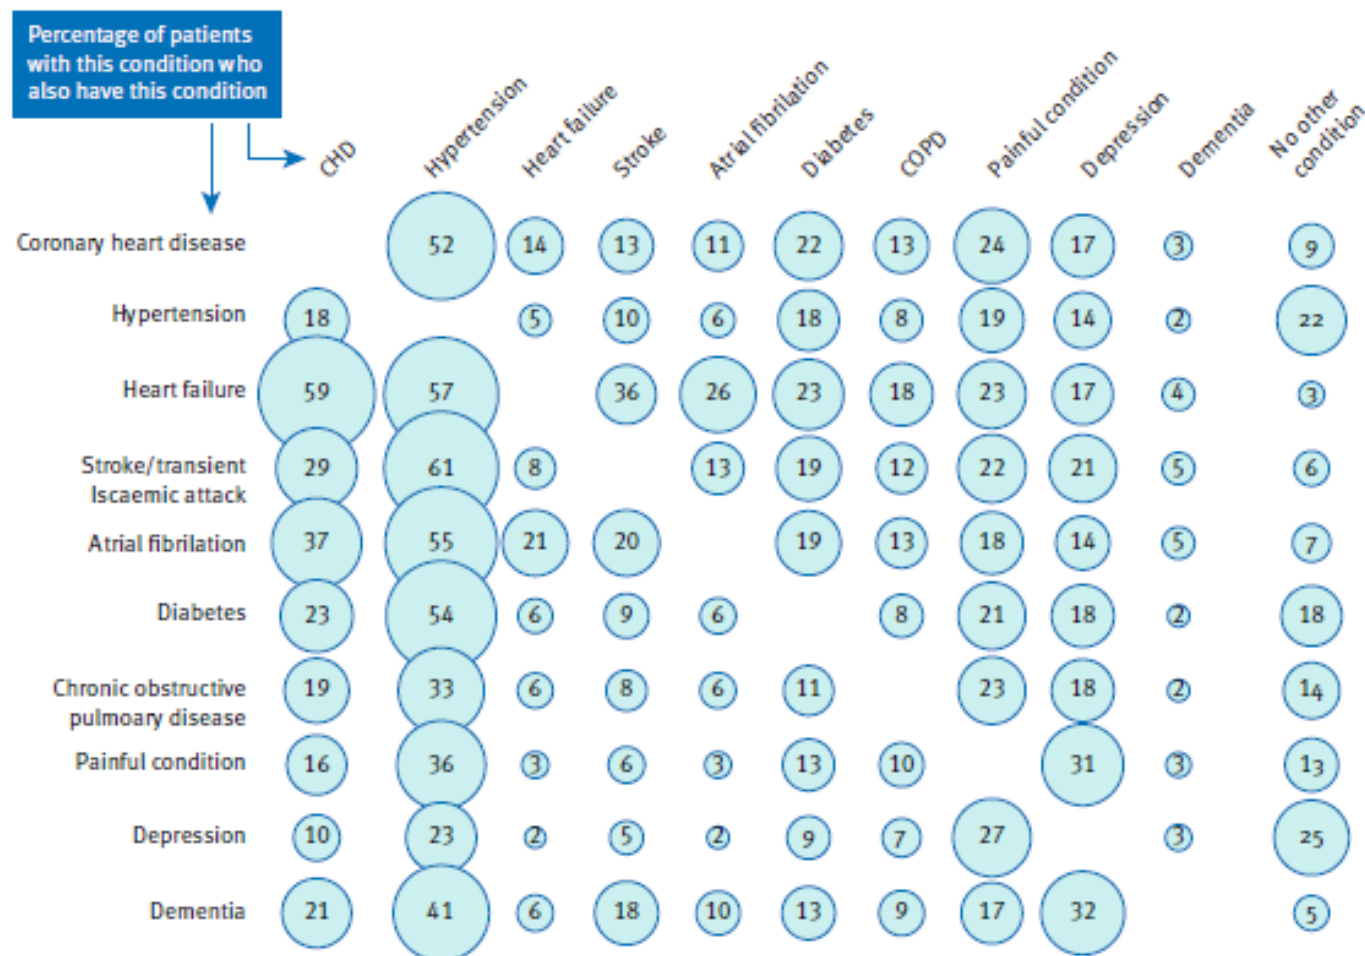 Percentage of patients
with this condition who
also have this condition
CHD
Hypertension
Heart failure
Stroke
Atrial fibrilation
Diabetes
COPD
Painful condition
Depression
Dementia
No other
condition
Coronary heart disease 52 14 13 11 22 13 24 17 3 9
Hypertension 18 5 10 6 18 8 19 14 2 22
Heart failure 59 57 36 26 23 18 23 17 4 3
Stroke/transient
Iscaemic attack 29 61 8 13 19 12 22 21 5 6
Atrial fibrilation 37 55 21 20 19 13 18 14 5 7
Diabetes 23 54 6 9 6 8 21 18 2 18
Chronic obstructive
pulmoary disease 19 33 6 8 6 11 23 18 2 14
Painful condition 16 36 3 6 3 13 10 31 3 13
Depression 10 23 2 5 2 9 7 27 3 25
Dementia 21 41 6 18 10 13 9 17 32 5